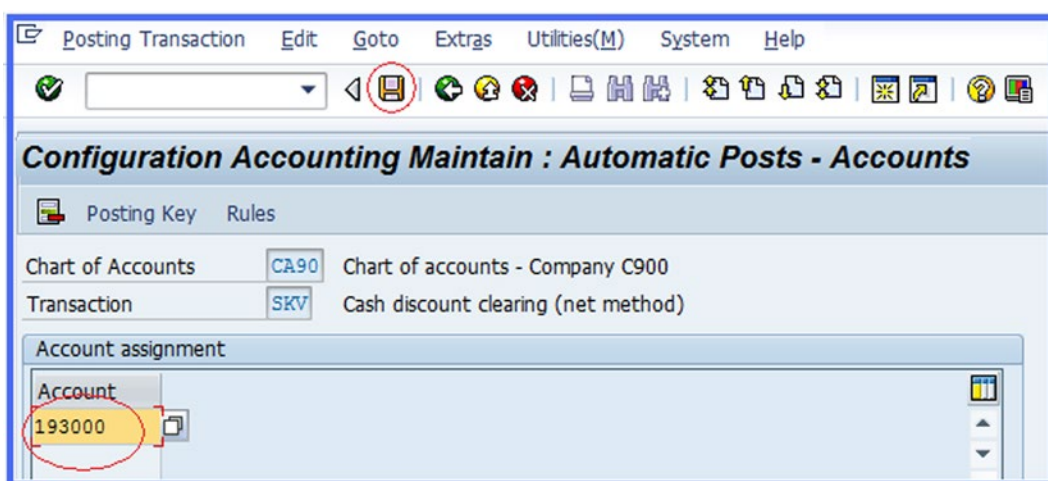 Posting Transaction Edit Goto Extras Utilities(M) System Help
Configuration Accounting Maintain : Automatic Posts - Accounts
Posting Key Rules
Chart of Accounts CA90 Chart of accounts - Company C900
Transaction SKV Cash discount clearing (net method)
Account assignment
Account
193000